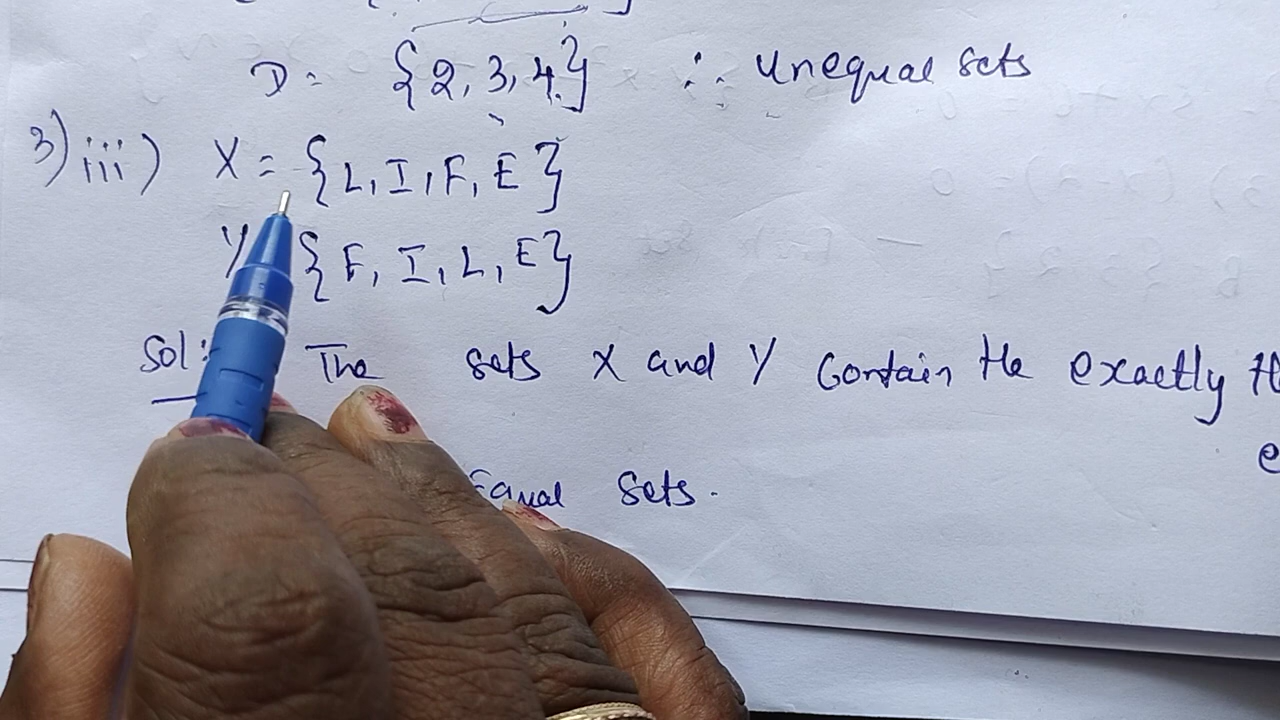 D = {2, 3, 4} ∴ unequal sets
3) iii) X = {L, I, F, E}
Y {F, I, L, E}
Sol: The sets X and Y Contain the exactly
Equal Sets.